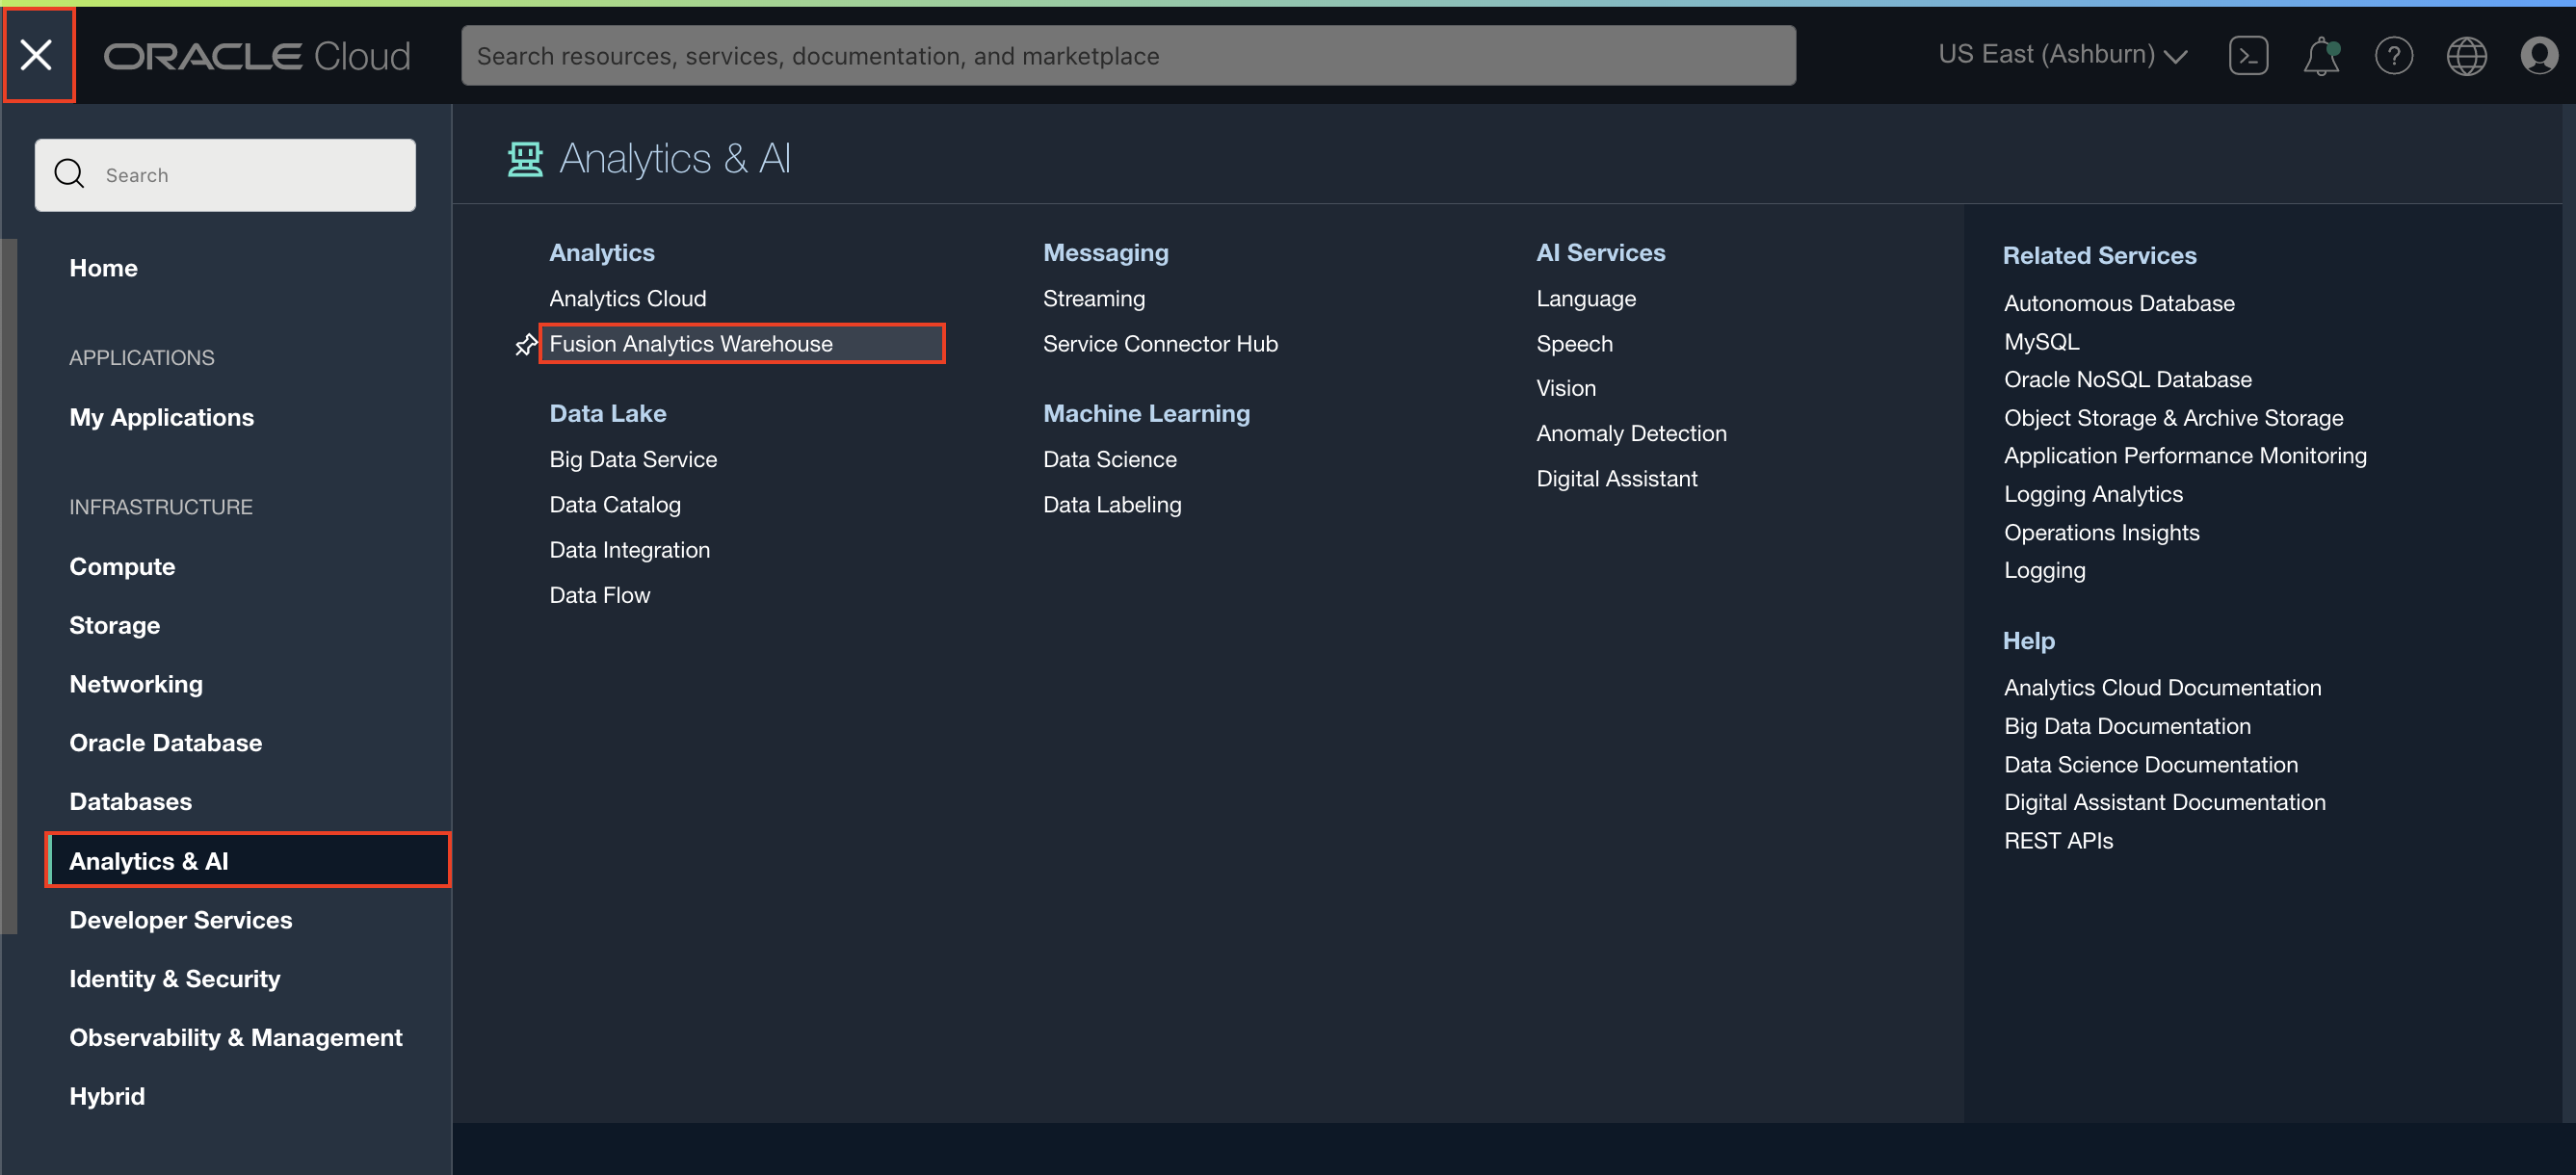 ORACLE Cloud
Search resources, services, documentation, and marketplace
US East (Ashburn)
Search
Home
APPLICATIONS
My Applications
INFRASTRUCTURE
Compute
Storage
Networking
Oracle Database
Databases
Analytics & AI
Developer Services
Identity & Security
Observability & Management
Hybrid
Analytics & AI
Analytics
Analytics Cloud
Fusion Analytics Warehouse
Data Lake
Big Data Service
Data Catalog
Data Integration
Data Flow
Messaging
Streaming
Service Connector Hub
Machine Learning
Data Science
Data Labeling
AI Services
Language
Speech
Vision
Anomaly Detection
Digital Assistant
Related Services
Autonomous Database
MySQL
Oracle NoSQL Database
Object Storage & Archive Storage
Application Performance Monitoring
Logging Analytics
Operations Insights
Logging
Help
Analytics Cloud Documentation
Big Data Documentation
Data Science Documentation
Digital Assistant Documentation
REST APIs